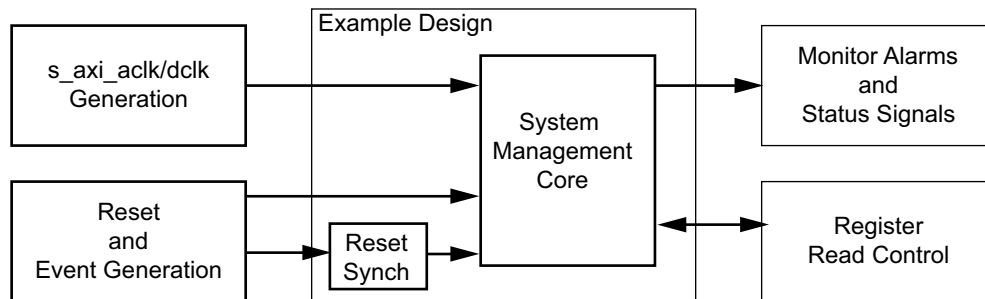 Example Design
s_axi_aclk/dclk
Generation
System
Management
Core
Monitor Alarms
and
Status Signals
Reset
and
Event Generation
Reset
Synch
Register
Read Control